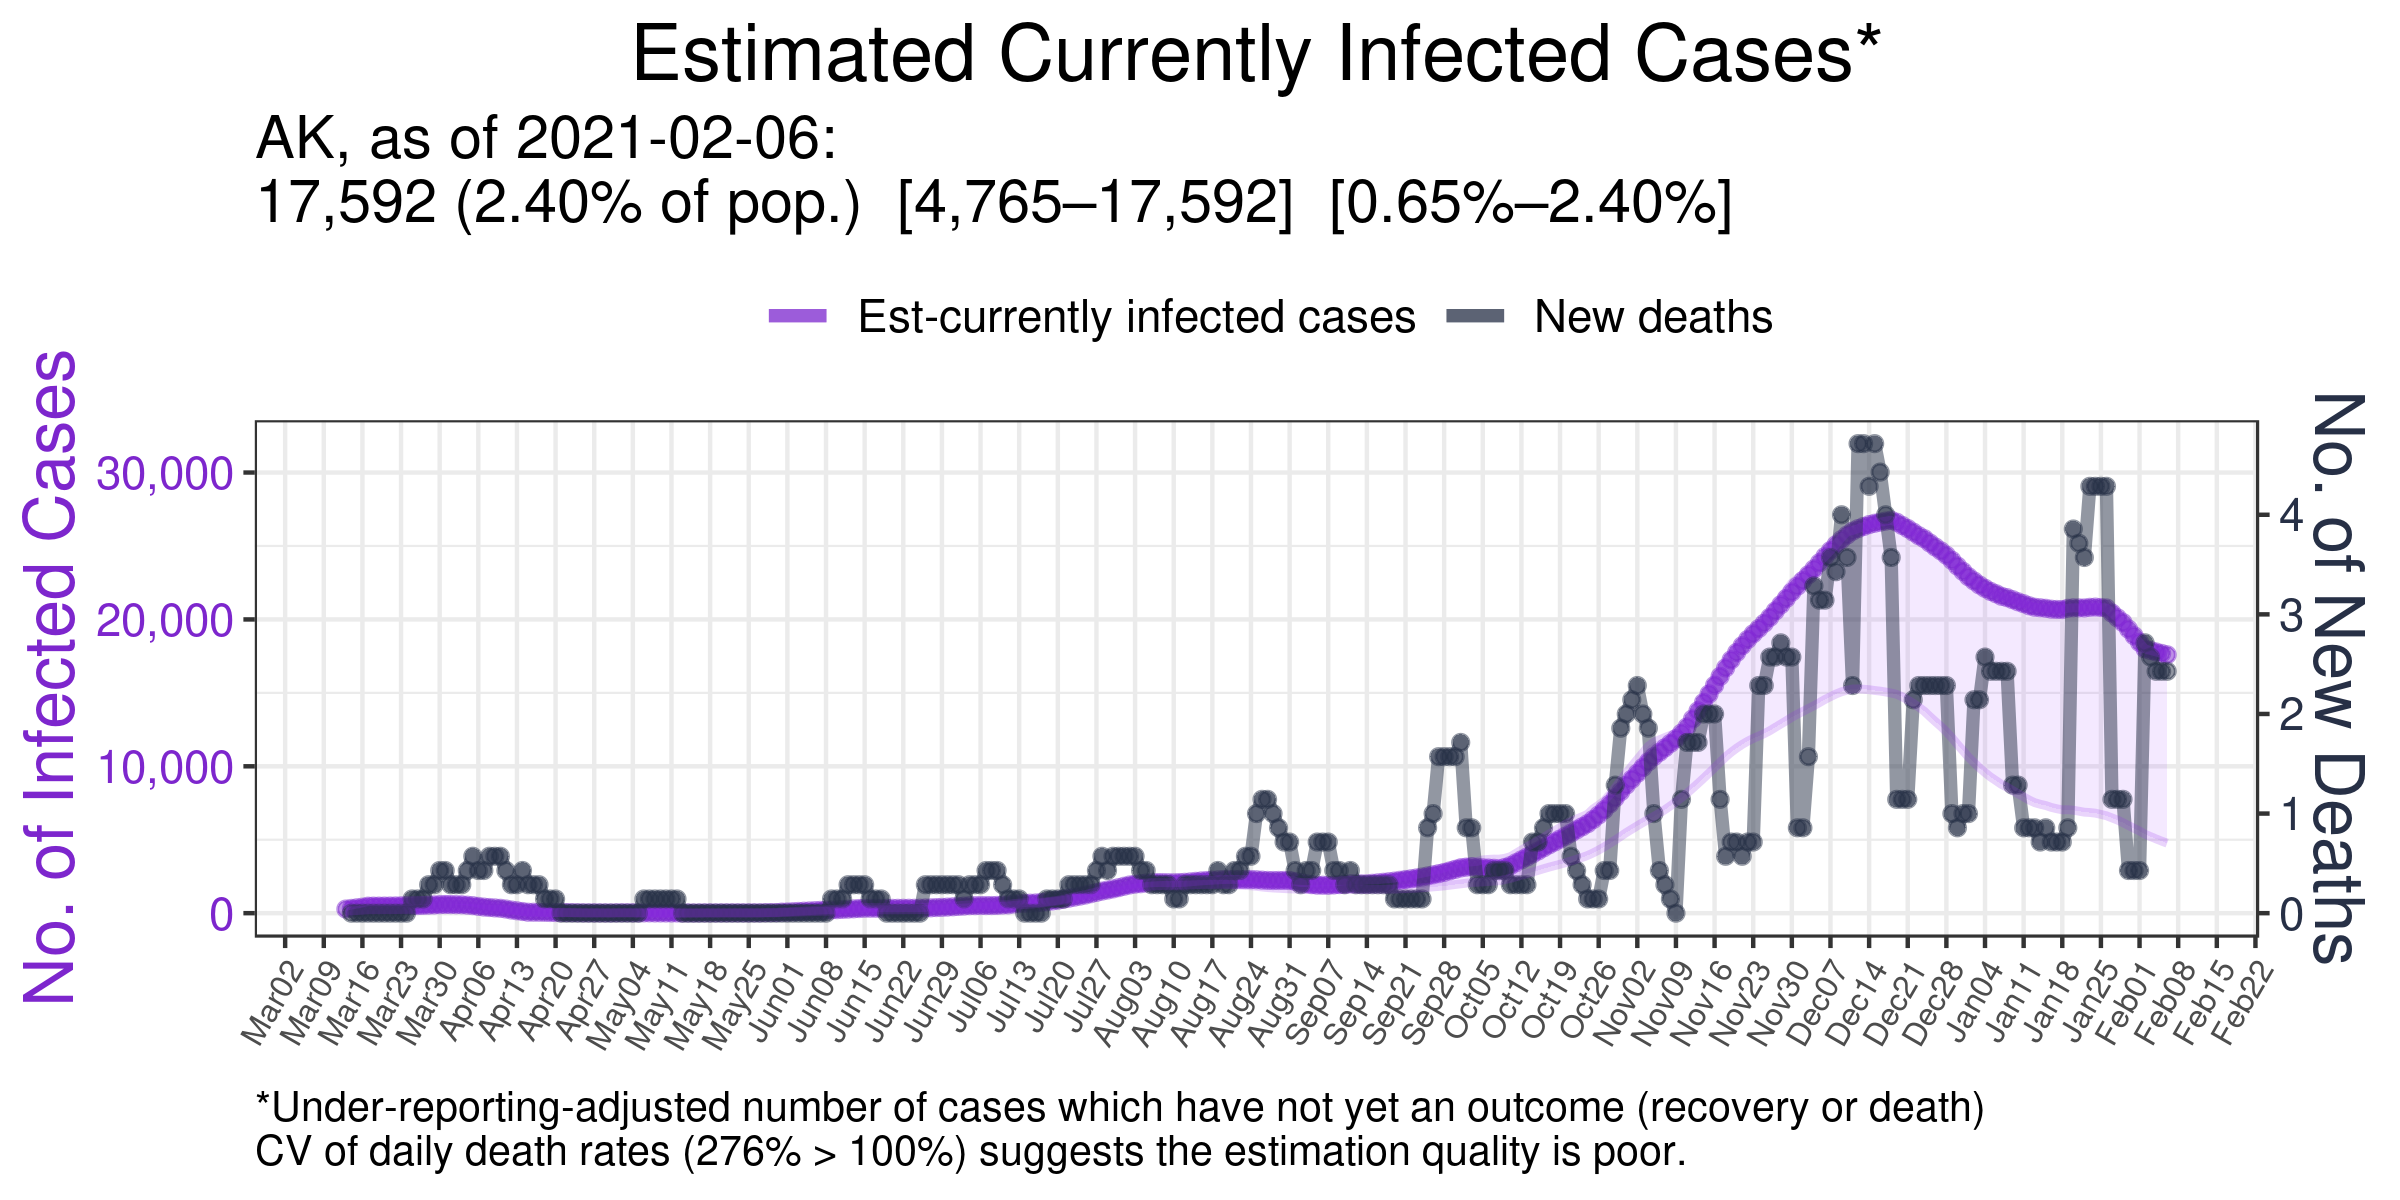 Estimated Currently Infected Cases*
AK, as of 2021-02-06:
17,592 (2.40% of pop.) [4,765–17,592] [0.65%–2.40%]
Est-currently infected cases
New deaths
No. of Infected Cases
30,000
20,000
10,000
0
No. of New Deaths
4
3
2
1
0
Mar02
Mar09
Mar16
Mar23
Mar30
Apr06
Apr13
Apr20
Apr27
May04
May11
May18
May25
Jun01
Jun08
Jun15
Jun22
Jun29
Jul06
Jul13
Jul20
Jul27
Aug03
Aug10
Aug17
Aug24
Aug31
Sep07
Sep14
Sep21
Sep28
Oct05
Oct12
Oct19
Oct26
Nov02
Nov09
Nov16
Nov23
Nov30
Dec07
Dec14
Dec21
Dec28
Jan04
Jan11
Jan18
Jan25
Feb01
Feb08
Feb15
Feb22
*Under-reporting-adjusted number of cases which have not yet an outcome (recovery or death)
CV of daily death rates (276% > 100%) suggests the estimation quality is poor.